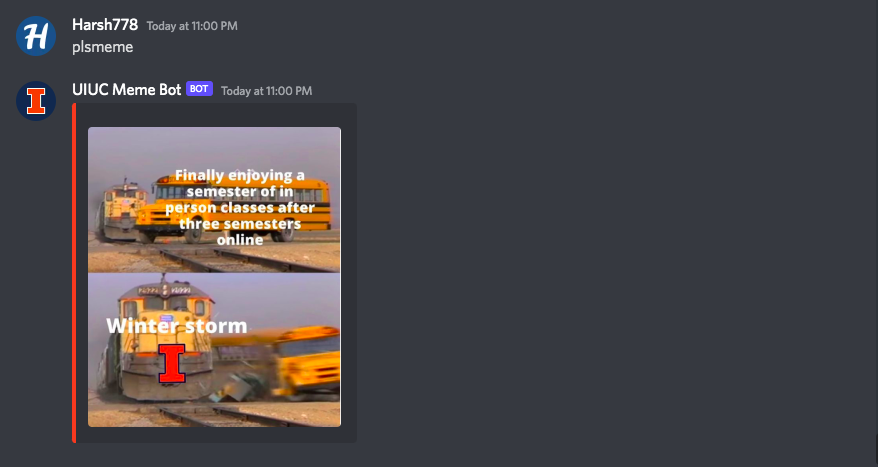 Harsh778 Today at 11:00 PM
plsmeme
UIUC Meme Bot BOT Today at 11:00 PM
Finally enjoying a
semester of in
person classes after
three semesters
online
Winter storm